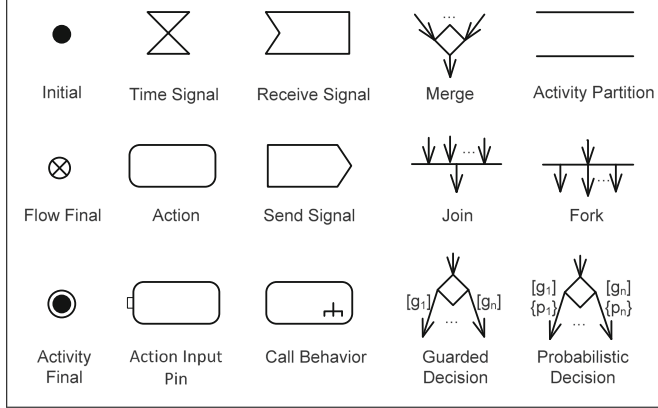 ...
Initial
Time Signal
Receive Signal
Merge
Activity Partition
...
...
Flow Final
Action
Send Signal
Join
Fork
[g1]
[gn]
...
[g1]
{p1}
[gn]
{pn}
...
Activity
Final
Action Input
Pin
Call Behavior
Guarded
Decision
Probabilistic
Decision